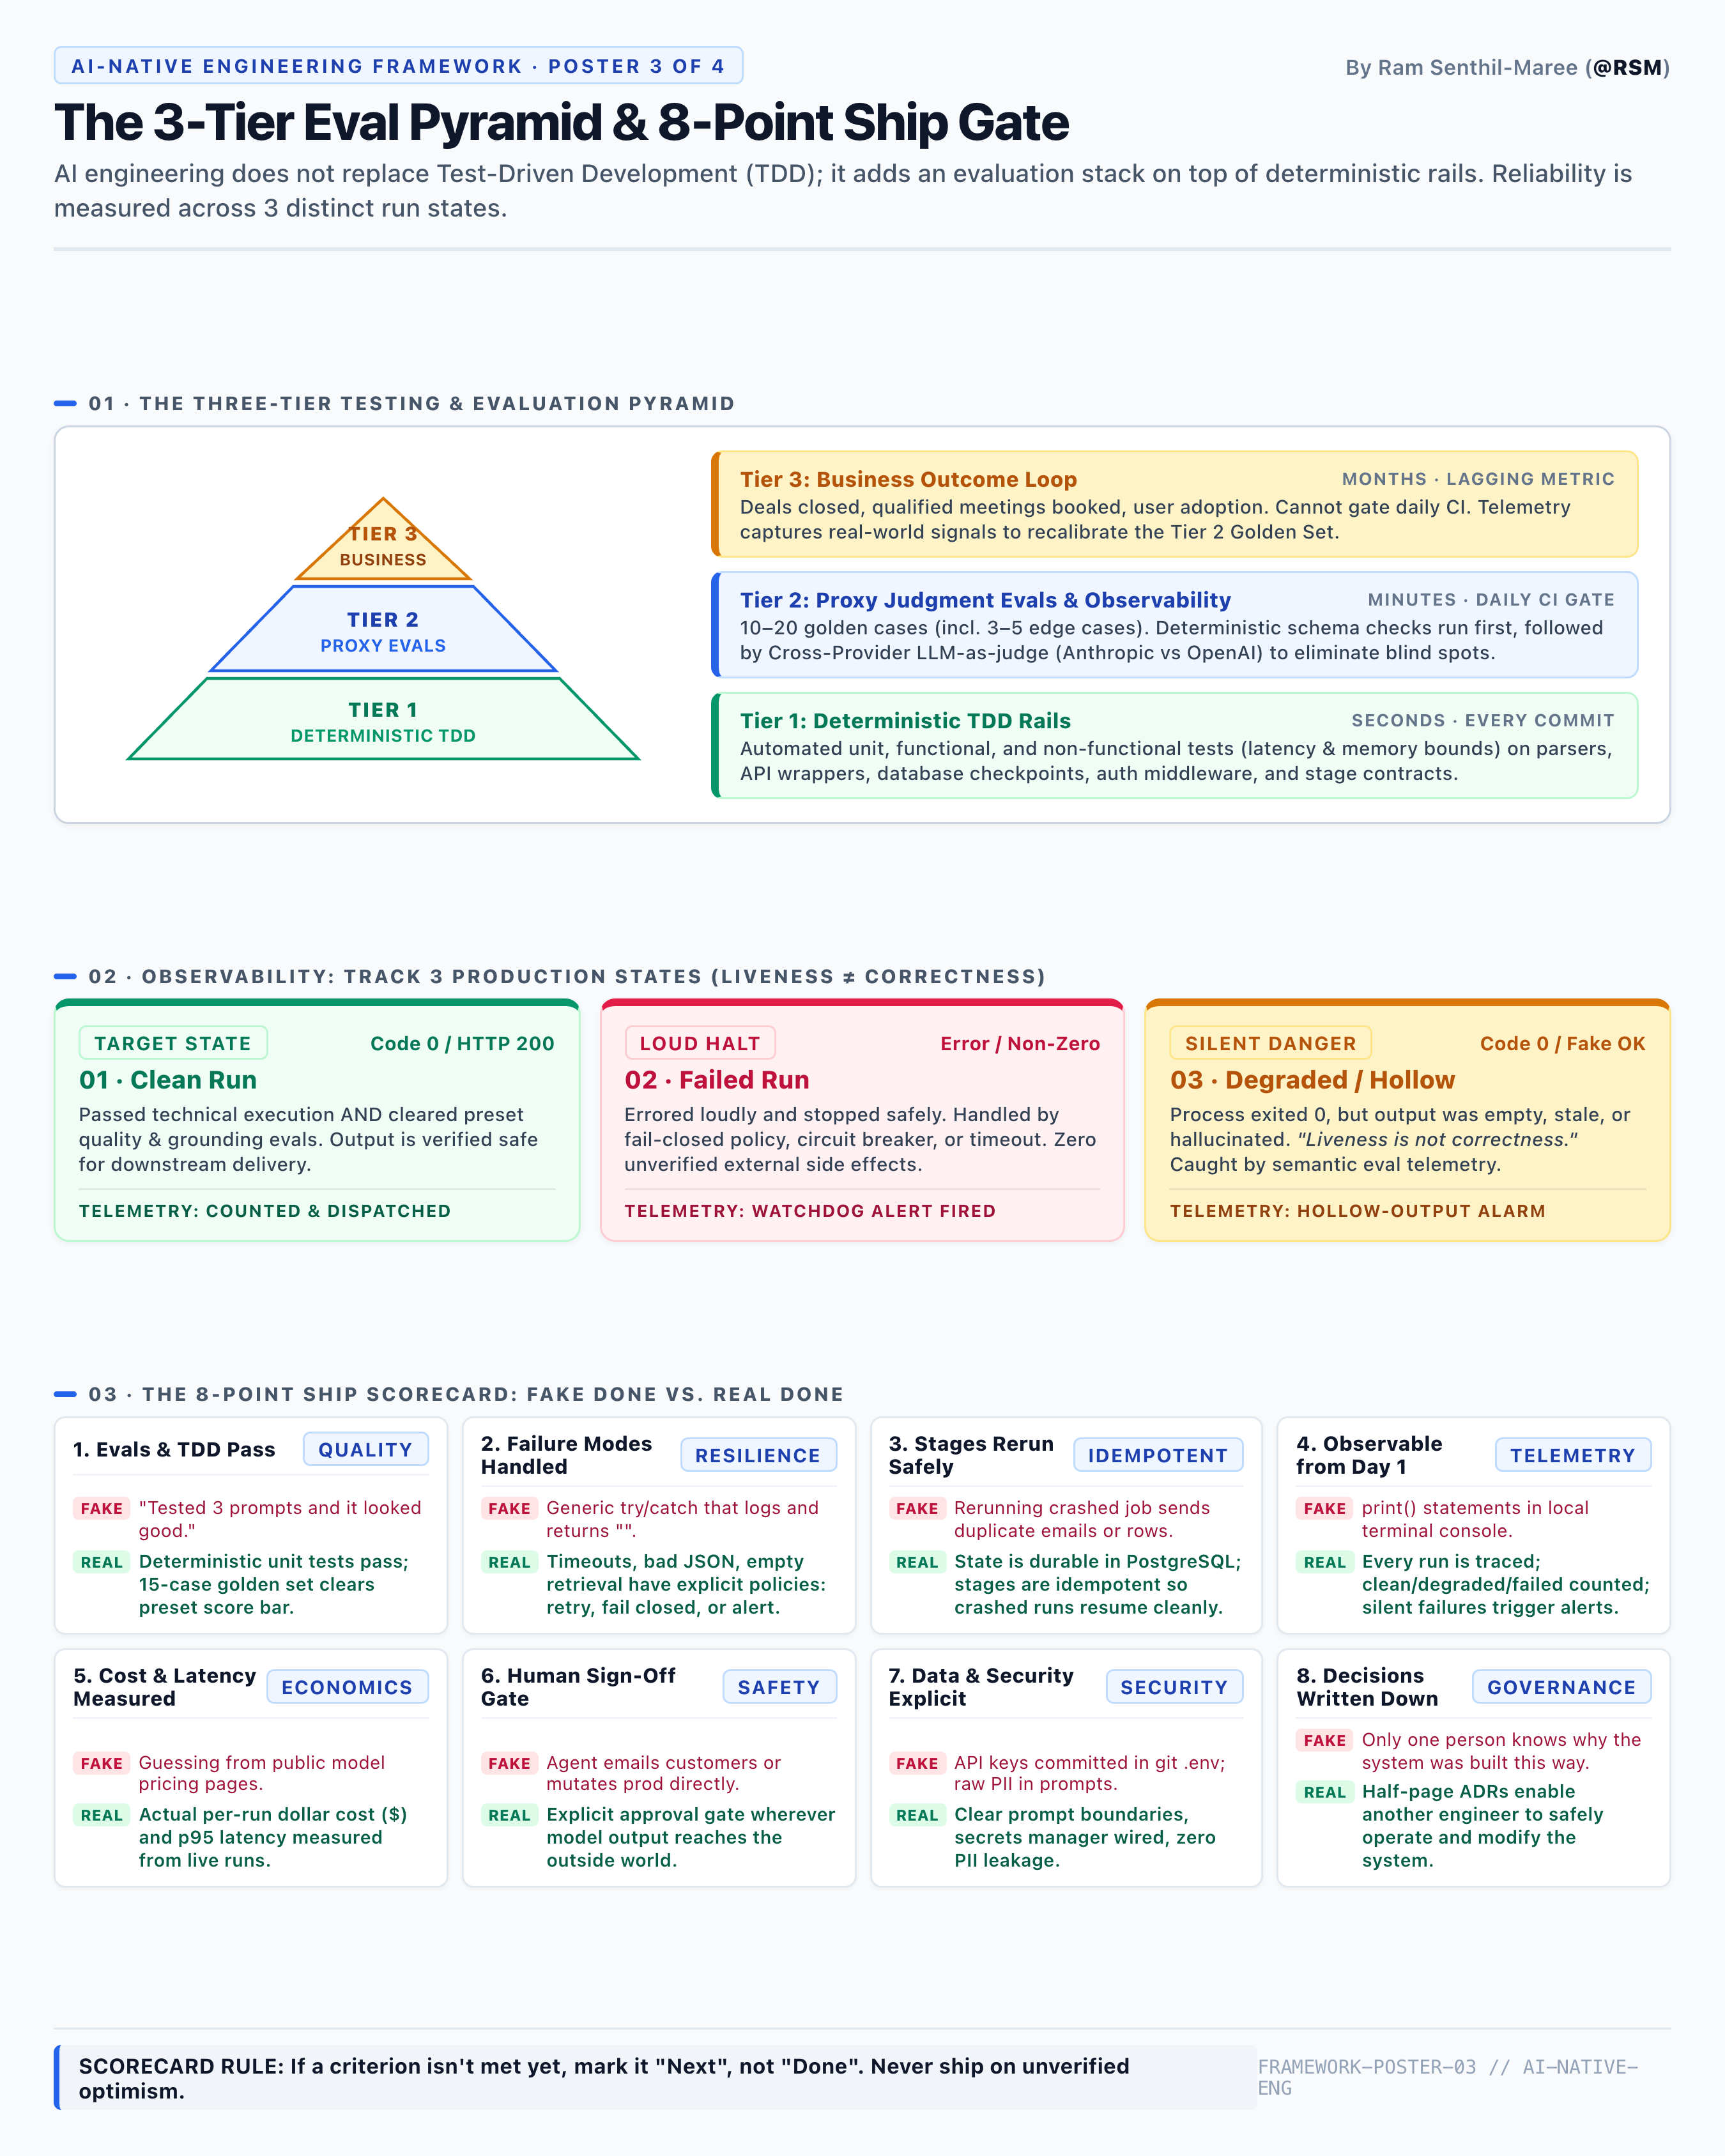 AI-NATIVE ENGINEERING FRAMEWORK · POSTER 3 OF 4
By Ram Senthil-Maree (@RSM)
The 3-Tier Eval Pyramid & 8-Point Ship Gate
AI engineering does not replace Test-Driven Development (TDD); it adds an evaluation stack on top of deterministic rails. Reliability is
measured across 3 distinct run states.
01 · THE THREE-TIER TESTING & EVALUATION PYRAMID
TIER 3
BUSINESS
TIER 2
PROXY EVALS
TIER 1
DETERMINISTIC TDD
Tier 3: Business Outcome Loop
MONTHS · LAGGING METRIC
Deals closed, qualified meetings booked, user adoption. Cannot gate daily CI. Telemetry
captures real-world signals to recalibrate the Tier 2 Golden Set.
Tier 2: Proxy Judgment Evals & Observability
MINUTES · DAILY CI GATE
10–20 golden cases (incl. 3–5 edge cases). Deterministic schema checks run first, followed
by Cross-Provider LLM-as-judge (Anthropic vs OpenAI) to eliminate blind spots.
Tier 1: Deterministic TDD Rails
SECONDS · EVERY COMMIT
Automated unit, functional, and non-functional tests (latency & memory bounds) on parsers,
API wrappers, database checkpoints, auth middleware, and stage contracts.
02 · OBSERVABILITY: TRACK 3 PRODUCTION STATES (LIVENESS ≠ CORRECTNESS)
TARGET STATE
Code 0 / HTTP 200
01 · Clean Run
Passed technical execution AND cleared preset
quality & grounding evals. Output is verified safe
for downstream delivery.
TELEMETRY: COUNTED & DISPATCHED
LOUD HALT
Error / Non-Zero
02 · Failed Run
Errored loudly and stopped safely. Handled by
fail-closed policy, circuit breaker, or timeout. Zero
unverified external side effects.
TELEMETRY: WATCHDOG ALERT FIRED
SILENT DANGER
Code 0 / Fake OK
03 · Degraded / Hollow
Process exited 0, but output was empty, stale, or
hallucinated. "Liveness is not correctness."
Caught by semantic eval telemetry.
TELEMETRY: HOLLOW-OUTPUT ALARM
03 · THE 8-POINT SHIP SCORECARD: FAKE DONE VS. REAL DONE
1. Evals & TDD Pass
QUALITY
FAKE "Tested 3 prompts and it looked
good."
REAL Deterministic unit tests pass;
15-case golden set clears
preset score bar.
2. Failure Modes
Handled
RESILIENCE
FAKE Generic try/catch that logs and
returns "".
REAL Timeouts, bad JSON, empty
retrieval have explicit policies:
retry, fail closed, or alert.
3. Stages Rerun
Safely
IDEMPOTENT
FAKE Rerunning crashed job sends
duplicate emails or rows.
REAL State is durable in PostgreSQL;
stages are idempotent so
crashed runs resume cleanly.
4. Observable
from Day 1
TELEMETRY
FAKE print() statements in local
terminal console.
REAL Every run is traced;
clean/degraded/failed counted;
silent failures trigger alerts.
5. Cost & Latency
Measured
ECONOMICS
FAKE Guessing from public model
pricing pages.
REAL Actual per-run dollar cost ($)
and p95 latency measured
from live runs.
6. Human Sign-Off
Gate
SAFETY
FAKE Agent emails customers or
mutates prod directly.
REAL Explicit approval gate wherever
model output reaches the
outside world.
7. Data & Security
Explicit
SECURITY
FAKE API keys committed in git .env;
raw PII in prompts.
REAL Clear prompt boundaries,
secrets manager wired, zero
PII leakage.
8. Decisions
Written Down
GOVERNANCE
FAKE Only one person knows why the
system was built this way.
REAL Half-page ADRs enable
another engineer to safely
operate and modify the
system.
SCORECARD RULE: If a criterion isn't met yet, mark it "Next", not "Done". Never ship on unverified
optimism.
FRAMEWORK-POSTER-03 // AI-NATIVE-
ENG